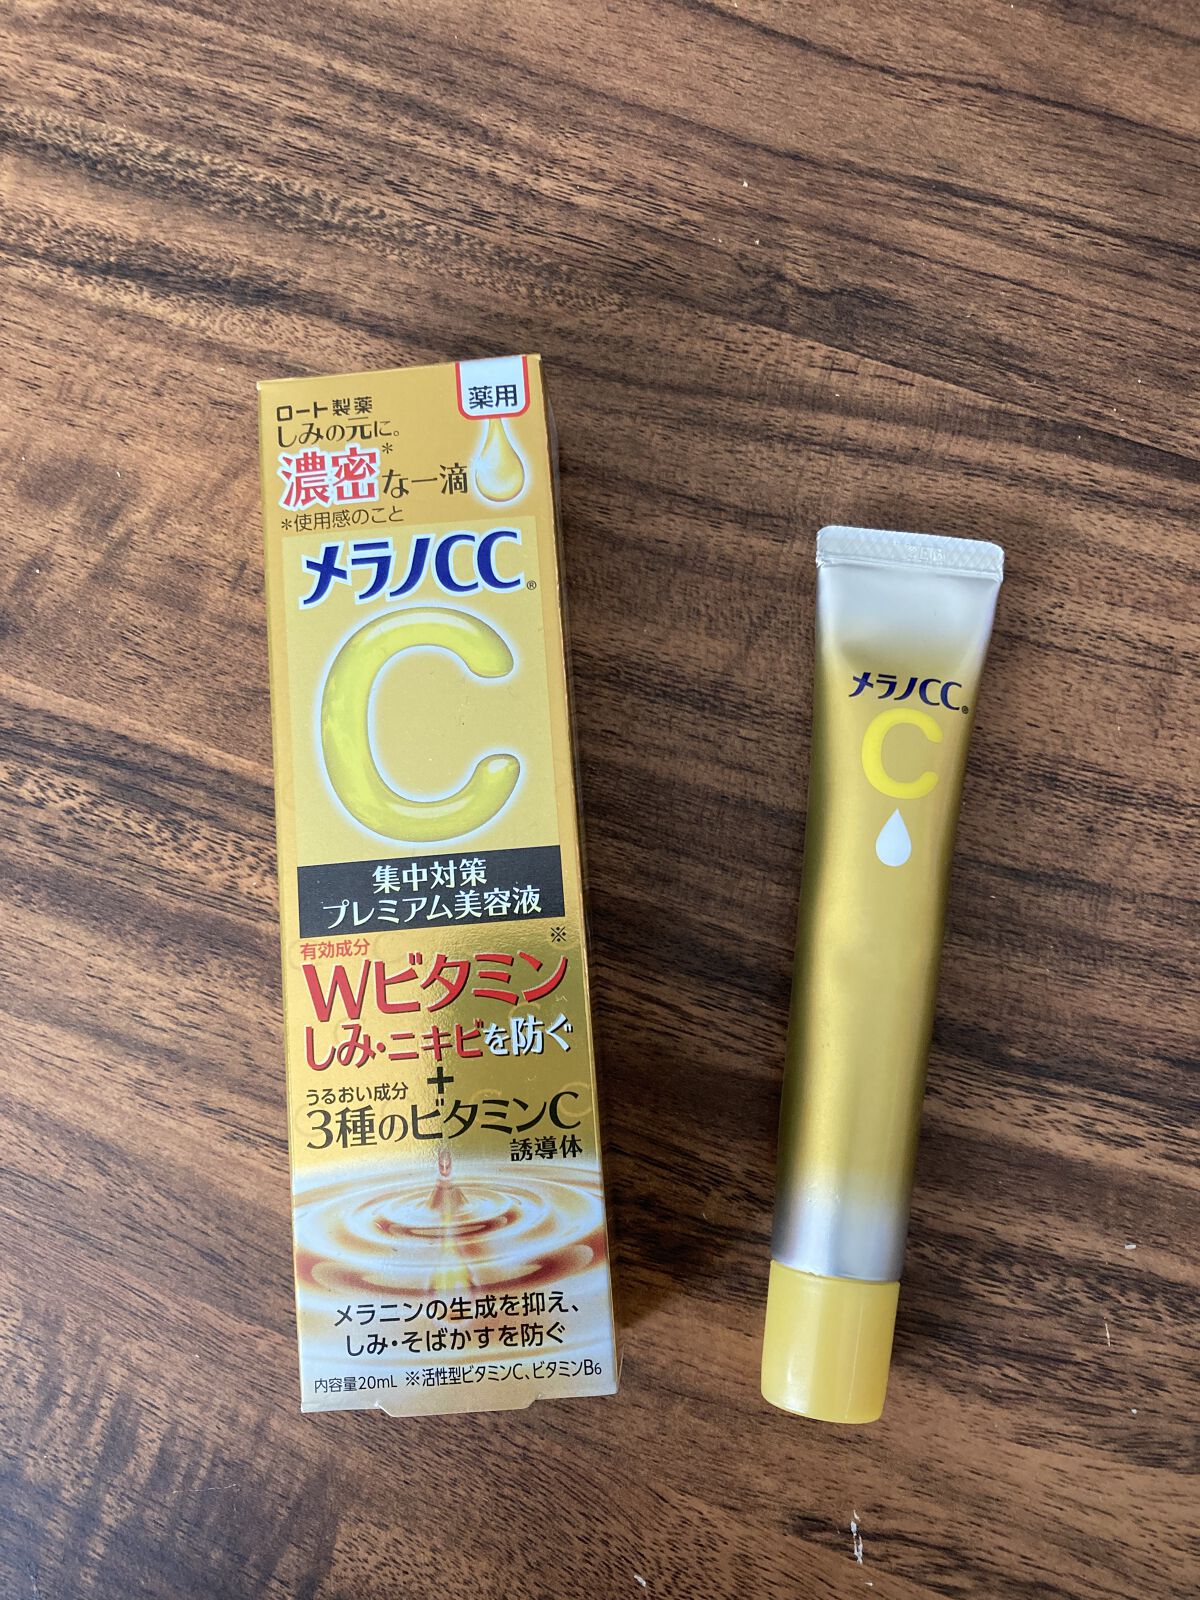 薬用
ロート製薬
しみの元に。
濃密*な一滴
*使用感のこと
メラノCC®
C
集中対策
プレミアム美容液
有効成分
Wビタミン※
しみ・ニキビを防ぐ
+
うるおい成分
3種のビタミンC
誘導体
メラニンの生成を抑え、
しみ・そばかすを防ぐ
内容量20mL ※活性型ビタミンC、ビタミンB6
メラノCC®
C